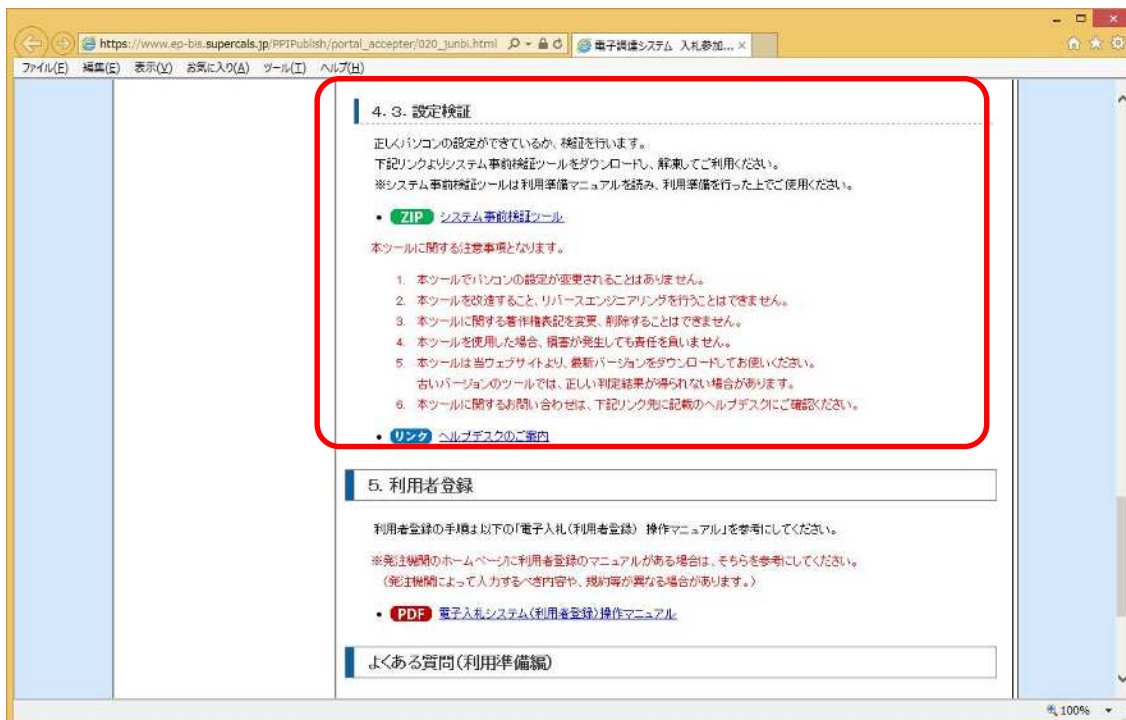 https://www.ep-bis.supercals.jp/PPIPublish/portal_accepter/020_junbi.html
電子調達システム 入札参加... ×
ファイル(F) 編集(E) 表示(V) お気に入り(A) ツール(T) ヘルプ(H)
4. 3. 設定検証
正しくパソコンの設定ができているか、検証を行います。
下記リンクよりシステム事前検証ツールをダウンロードし、解凍してご利用ください。
※システム事前検証ツールは利用準備マニュアルを読み、利用準備を行った上でご使用ください。
• ZIP システム事前検証ツール
本ツールに関する注意事項となります。
1. 本ツールでパソコンの設定が変更されることはありません。
2. 本ツールを改造すること、リバースエンジニアリングを行うことはできません。
3. 本ツールに関する著作権表記を変更、削除することはできません。
4. 本ツールを使用した場合、損害が発生しても責任を負いません。
5. 本ツールは当ウェブサイトより、最新バージョンをダウンロードしてお使いください。
古いバージョンのツールでは、正しい判定結果が得られない場合があります。
6. 本ツールに関するお問い合わせは、下記リンク先に記載のヘルプデスクにご確認ください。
• リンク ヘルプデスクのご案内
5. 利用者登録
利用者登録の手順は以下の「電子入札(利用者登録) 操作マニュアル」を参考にしてください。
※発注機関のホームページに利用者登録のマニュアルがある場合は、そちらを参考にしてください。
(発注機関によって入力するべき内容や、規約等が異なる場合があります。)
• PDF 電子入札システム(利用者登録)操作マニュアル
よくある質問(利用準備編)
100%